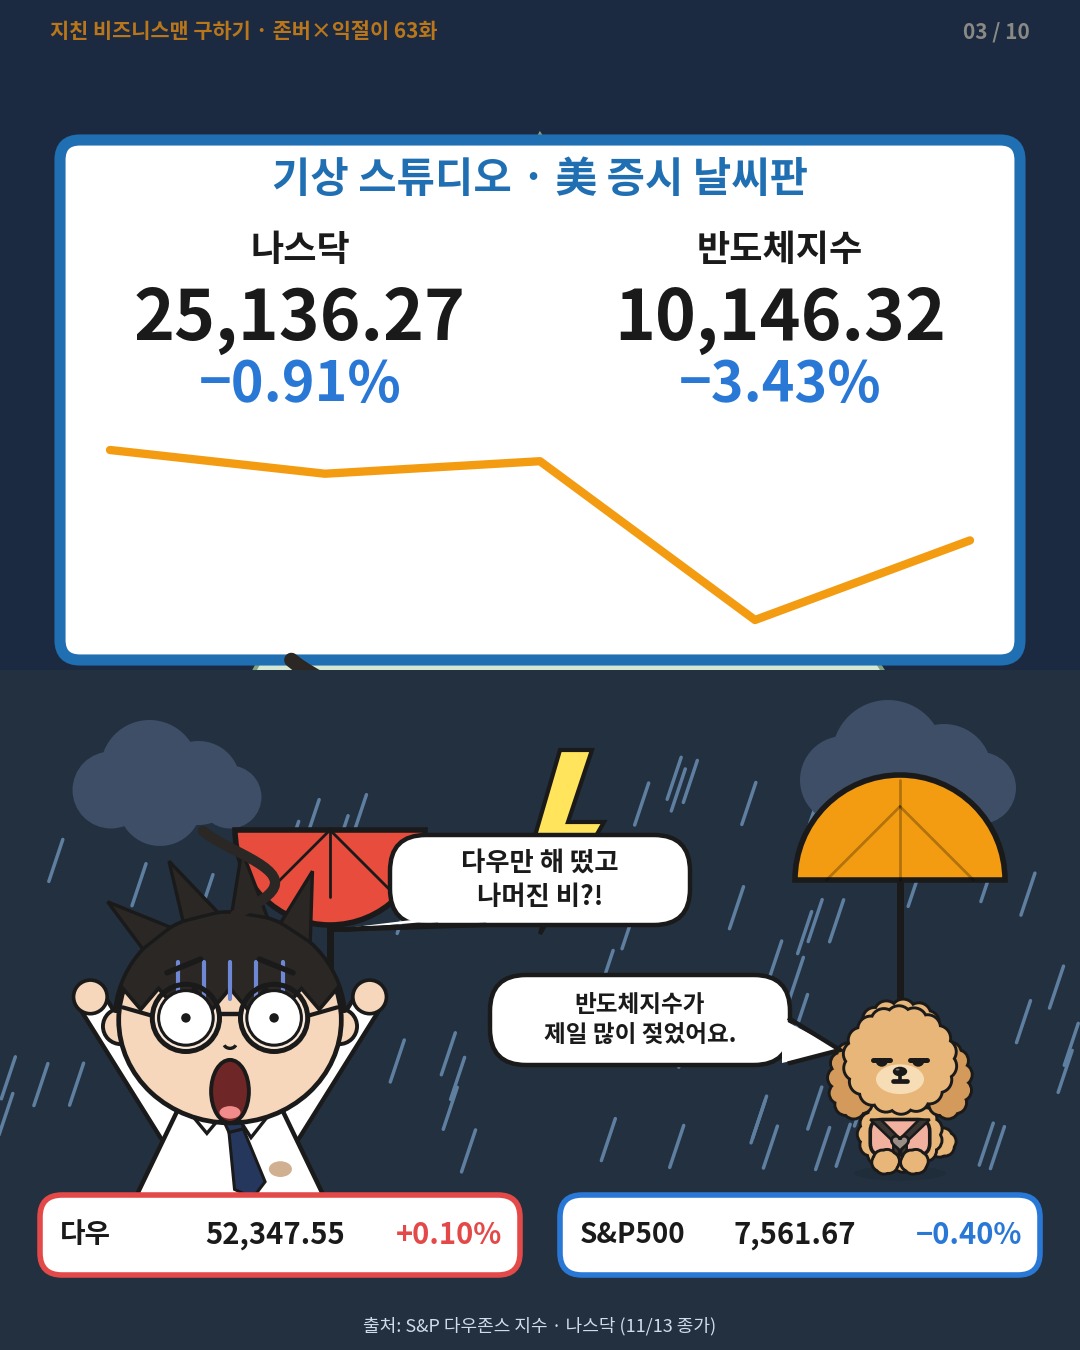 지친 비즈니스맨 구하기 · 존버×익절이 63화
03 / 10
기상 스튜디오 · 美 증시 날씨판
나스닥
25,136.27
−0.91%
반도체지수
10,146.32
−3.43%
다우만 해 떴고
나머진 비?!
반도체지수가
제일 많이 젖었어요.
다우 52,347.55 +0.10%
S&P500 7,561.67 −0.40%
출처: S&P 다우존스 지수 · 나스닥 (11/13 종가)